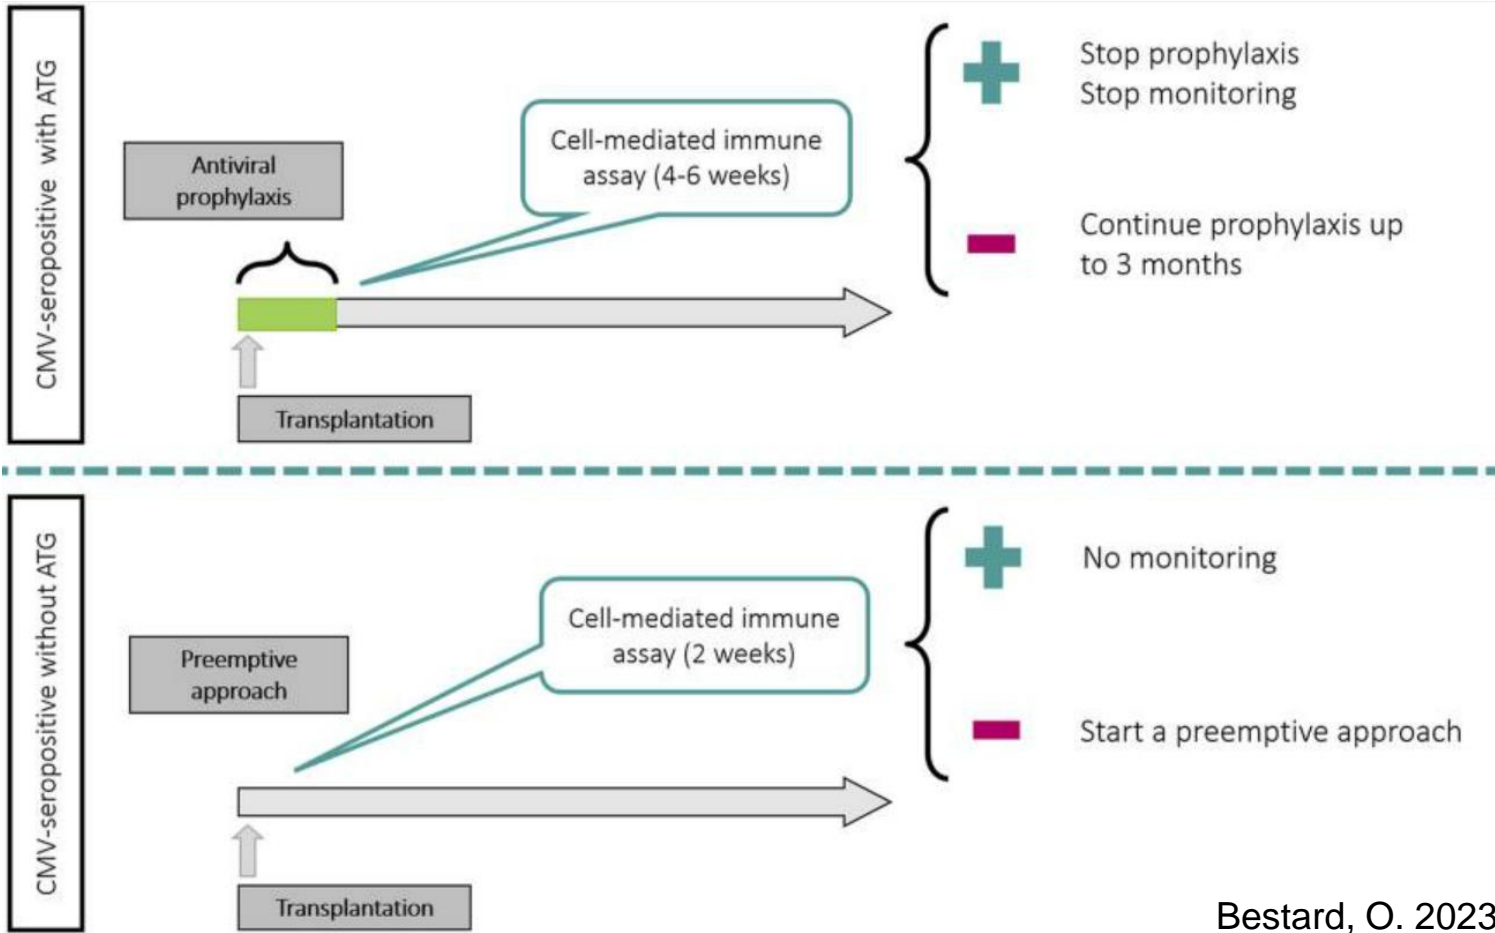 CMV-seropositive with ATG
Antiviral
prophylaxis
Cell-mediated immune
assay (4-6 weeks)
Stop prophylaxis
Stop monitoring
Continue prophylaxis up
to 3 months
Transplantation
CMV-seropositive without ATG
Preemptive
approach
Cell-mediated immune
assay (2 weeks)
No monitoring
Start a preemptive approach
Transplantation
Bestard, O. 2023